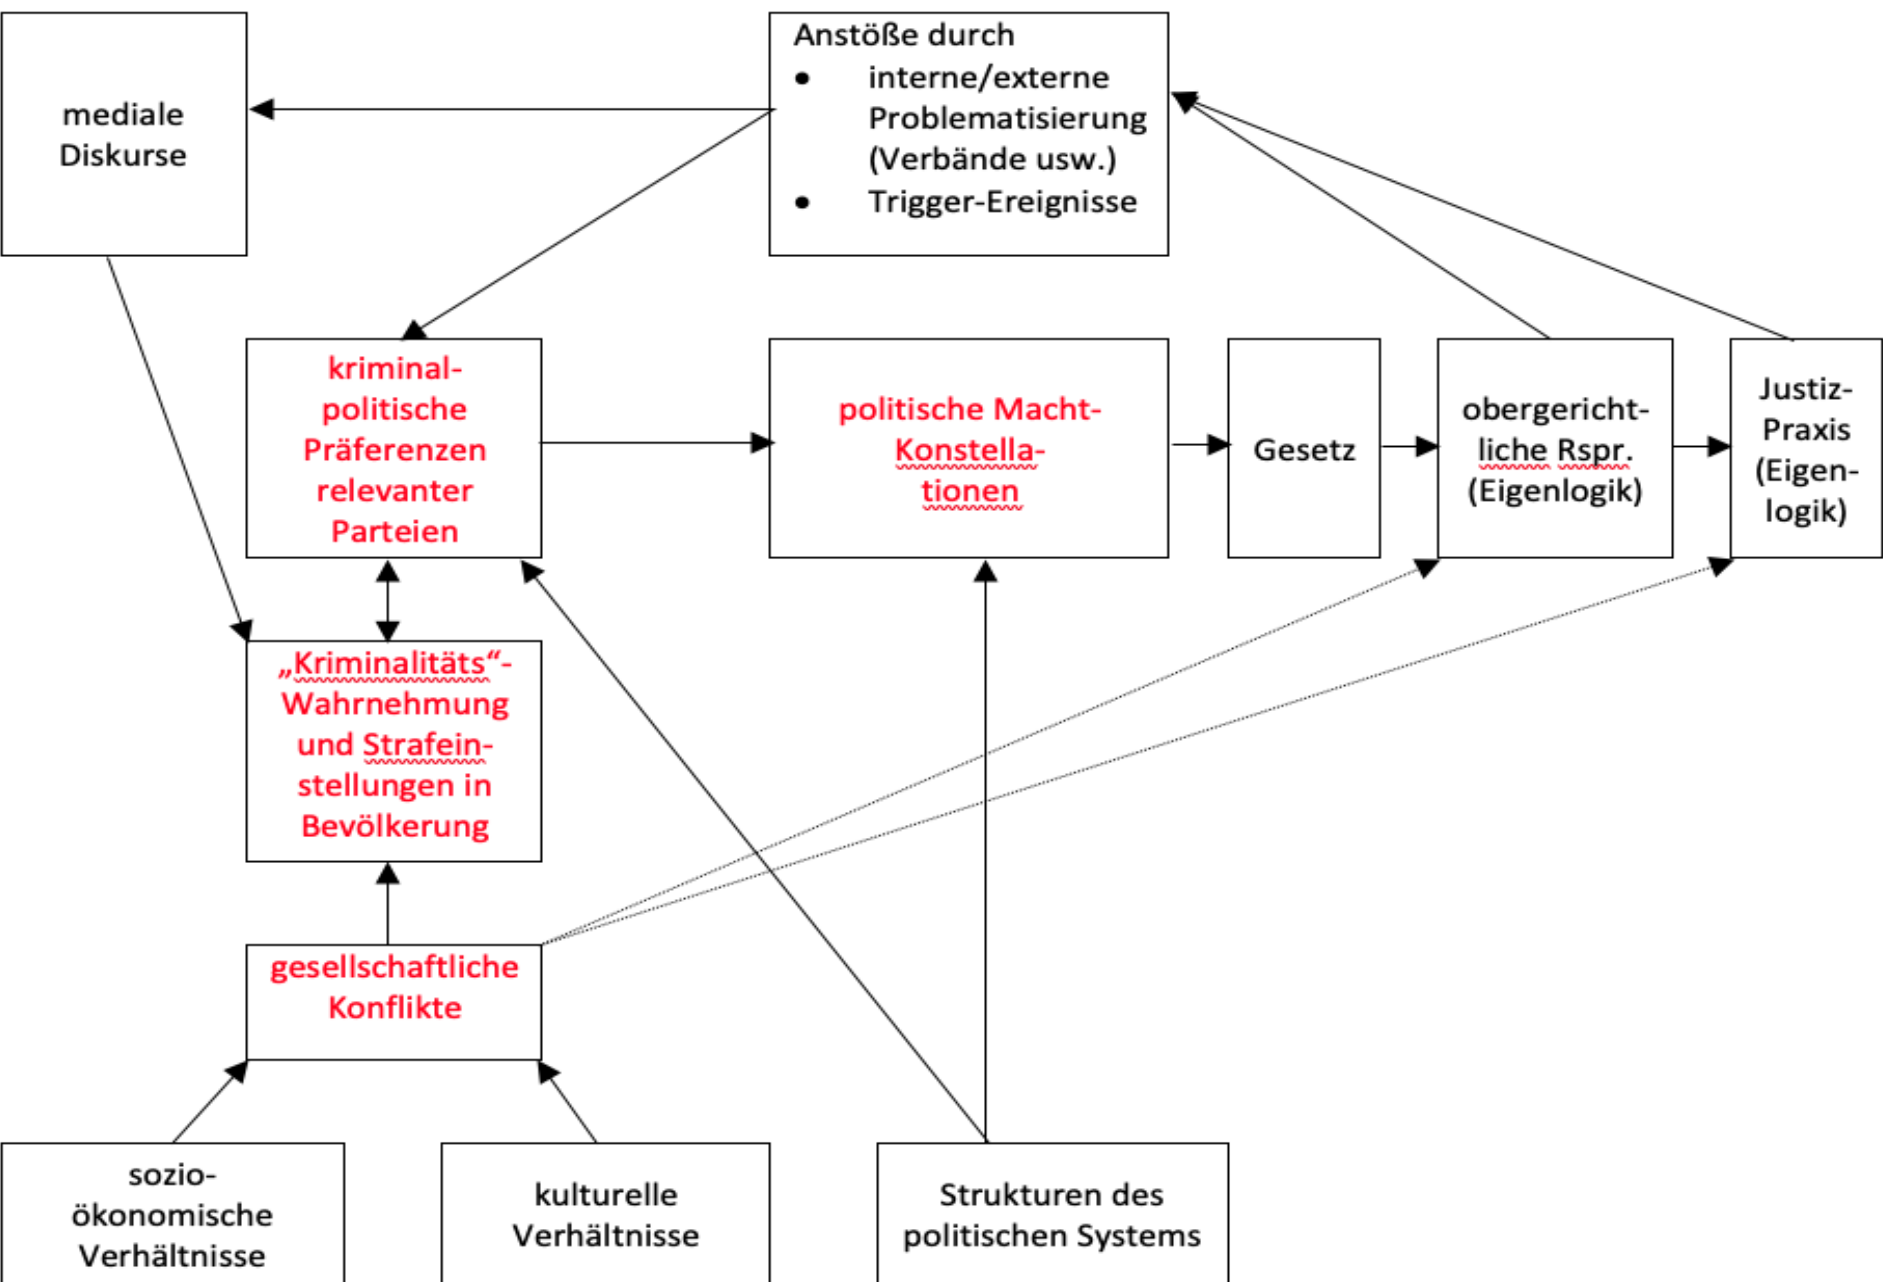 mediale
Diskurse
Anstöße durch
• interne/externe
Problematisierung
(Verbände usw.)
• Trigger-Ereignisse
kriminal-
politische
Präferenzen
relevanter
Parteien
politische Macht-
Konstella-
tionen
Gesetz
obergericht-
liche Rspr.
(Eigenlogik)
Justiz-
Praxis
(Eigen-
logik)
„Kriminalitäts“-
Wahrnehmung
und Strafein-
stellungen in
Bevölkerung
gesellschaftliche
Konflikte
sozio-
ökonomische
Verhältnisse
kulturelle
Verhältnisse
Strukturen des
politischen Systems